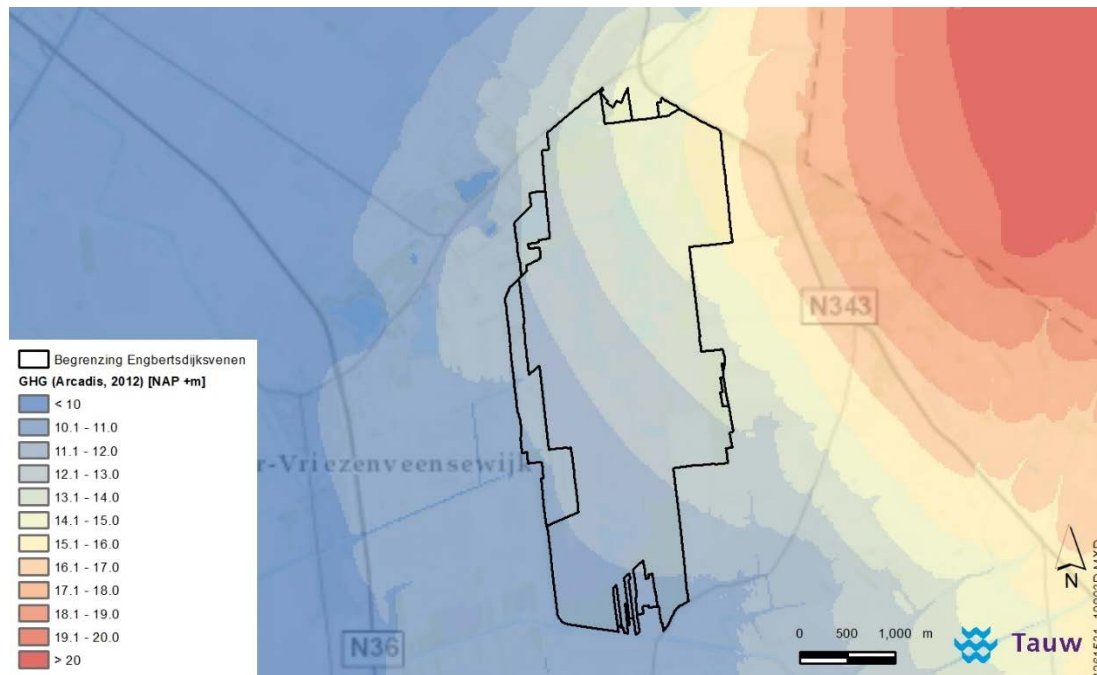 N343
Begrenzing Engbertsdijksvenen
GHG (Arcadis, 2012) [NAP +m]
< 10
10.1 - 11.0
11.1 - 12.0
12.1 - 13.0
13.1 - 14.0
14.1 - 15.0
15.1 - 16.0
16.1 - 17.0
17.1 - 18.0
18.1 - 19.0
19.1 - 20.0
> 20
r-Vriezenveensewijk
N36
N
0 500 1,000 m
Tauw